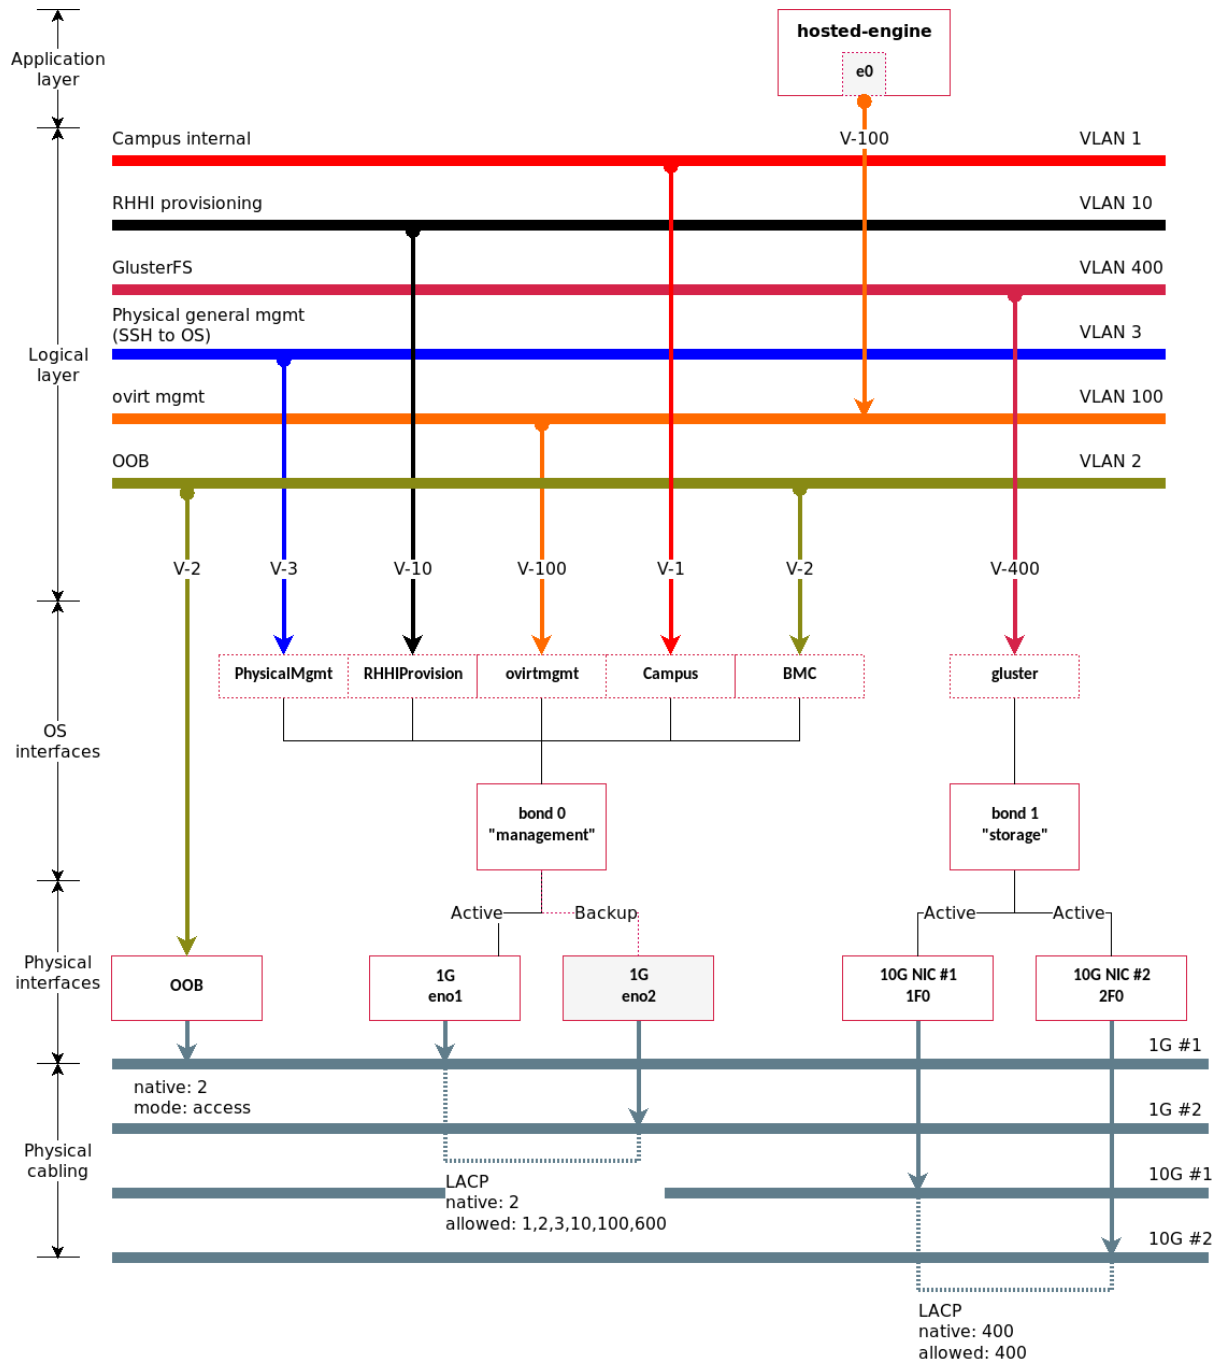 hosted-engine
e0
Application
layer
V-100
Campus internal
VLAN 1
RHHI provisioning
VLAN 10
GlusterFS
VLAN 400
Physical general mgmt
(SSH to OS)
VLAN 3
Logical
layer
ovirt mgmt
VLAN 100
OOB
VLAN 2
V-2
V-3
V-10
V-100
V-1
V-2
V-400
PhysicalMgmt
RHHIProvision
ovirtmgmt
Campus
BMC
gluster
OS
interfaces
bond 0
"management"
bond 1
"storage"
Active
Backup
Active
Active
Physical
interfaces
OOB
1G
eno1
1G
eno2
10G NIC #1
1F0
10G NIC #2
2F0
1G #1
native: 2
mode: access
1G #2
Physical
cabling
10G #1
LACP
native: 2
allowed: 1,2,3,10,100,600
10G #2
LACP
native: 400
allowed: 400